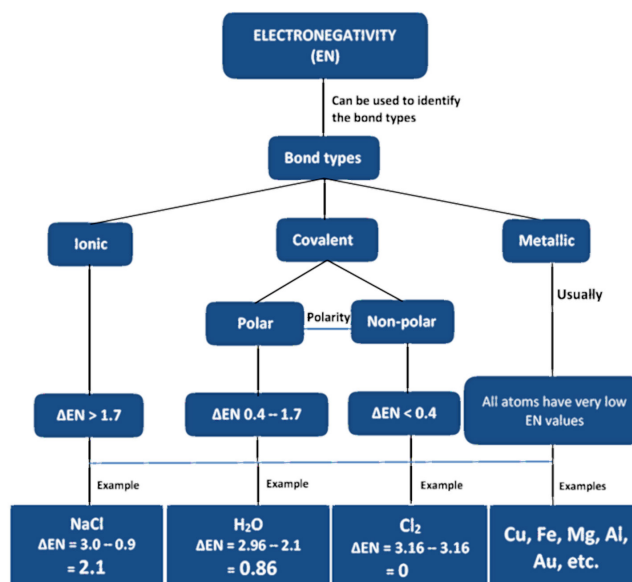 ELECTRONEGATIVITY
(EN)
Can be used to identify
the bond types
Bond types
Ionic
Covalent
Metallic
Usually
Polar
Polarity
Non-polar
ΔEN > 1.7
ΔEN 0.4 -- 1.7
ΔEN < 0.4
All atoms have very low
EN values
Example
Example
Example
Examples
NaCl
ΔEN = 3.0 -- 0.9
= 2.1
H₂O
ΔEN = 2.96 -- 2.1
= 0.86
Cl₂
ΔEN = 3.16 -- 3.16
= 0
Cu, Fe, Mg, Al,
Au, etc.